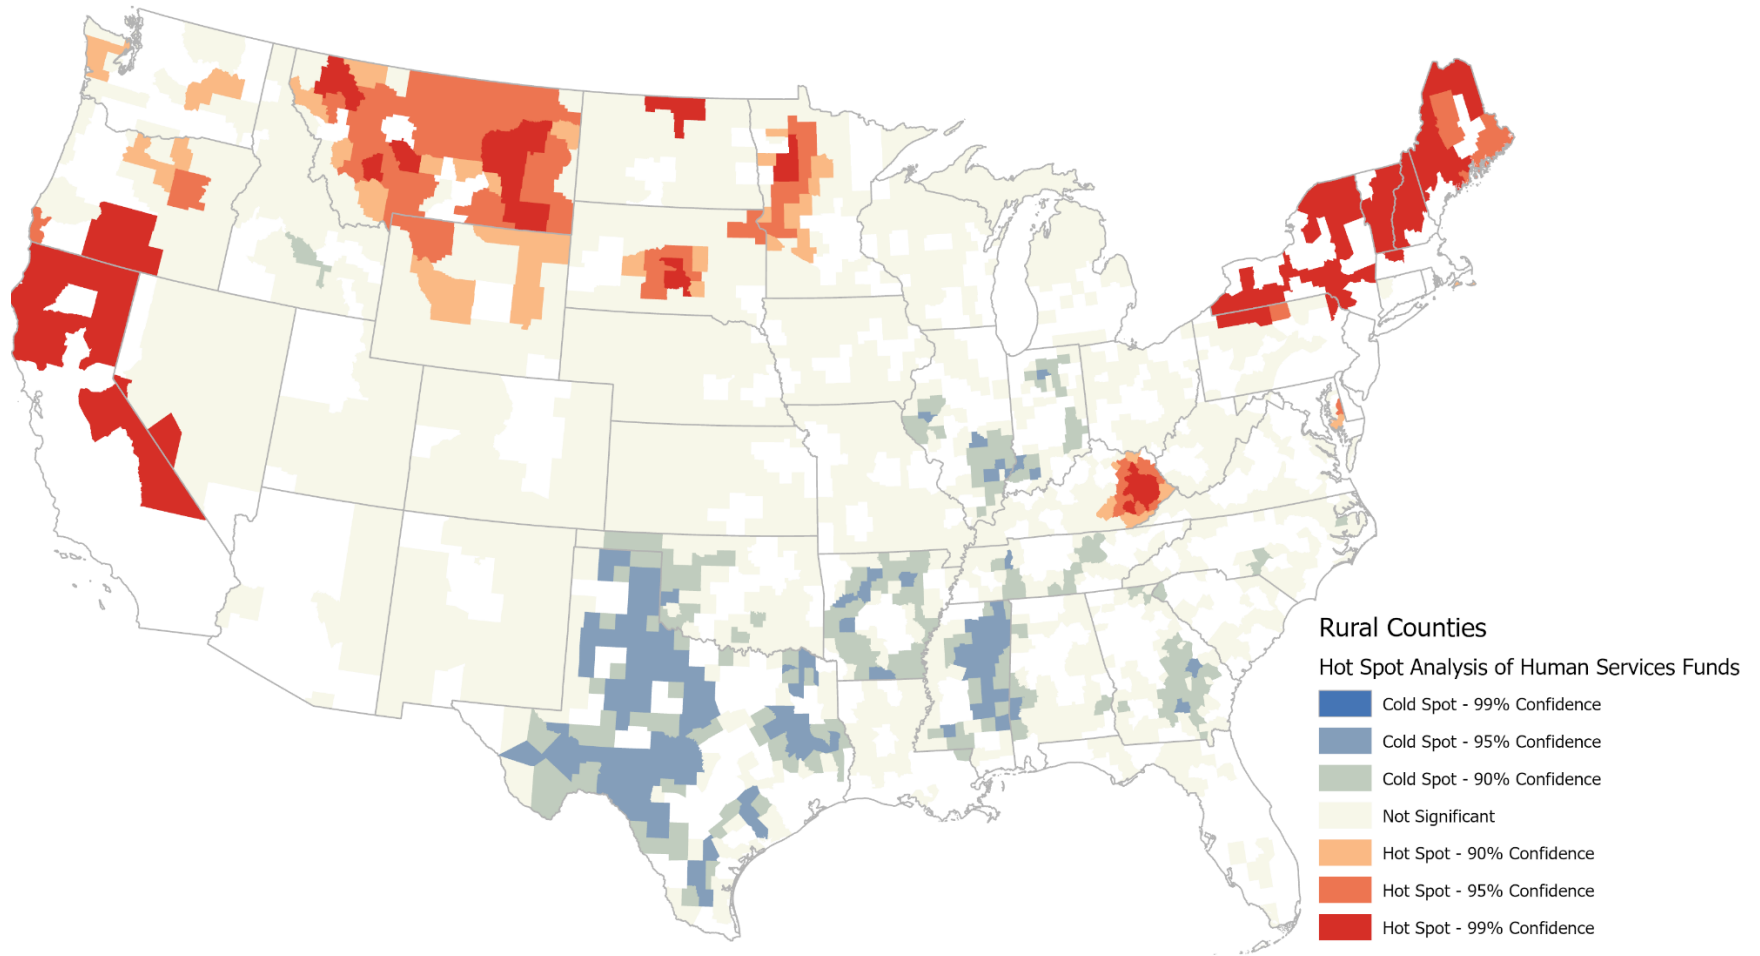 Rural Counties
Hot Spot Analysis of Human Services Funds
Cold Spot - 99% Confidence
Cold Spot - 95% Confidence
Cold Spot - 90% Confidence
Not Significant
Hot Spot - 90% Confidence
Hot Spot - 95% Confidence
Hot Spot - 99% Confidence